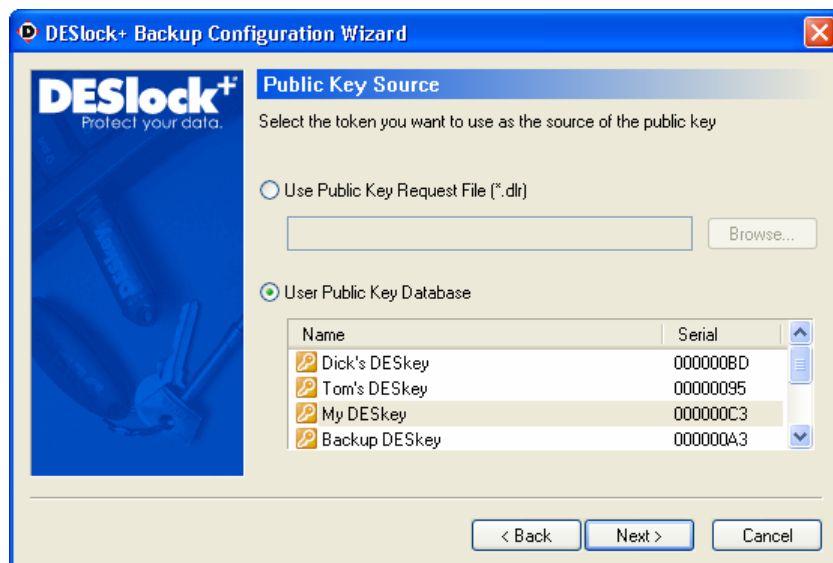 DESlock+ Backup Configuration Wizard
DESlock+
Protect your data.
DESkey
Public Key Source
Select the token you want to use as the source of the public key
Use Public Key Request File (*.dlr)
Browse...
User Public Key Database
Name Serial
Dick's DESkey 000000BD
Tom's DESkey 00000095
My DESkey 000000C3
Backup DESkey 000000A3
< Back Next > Cancel